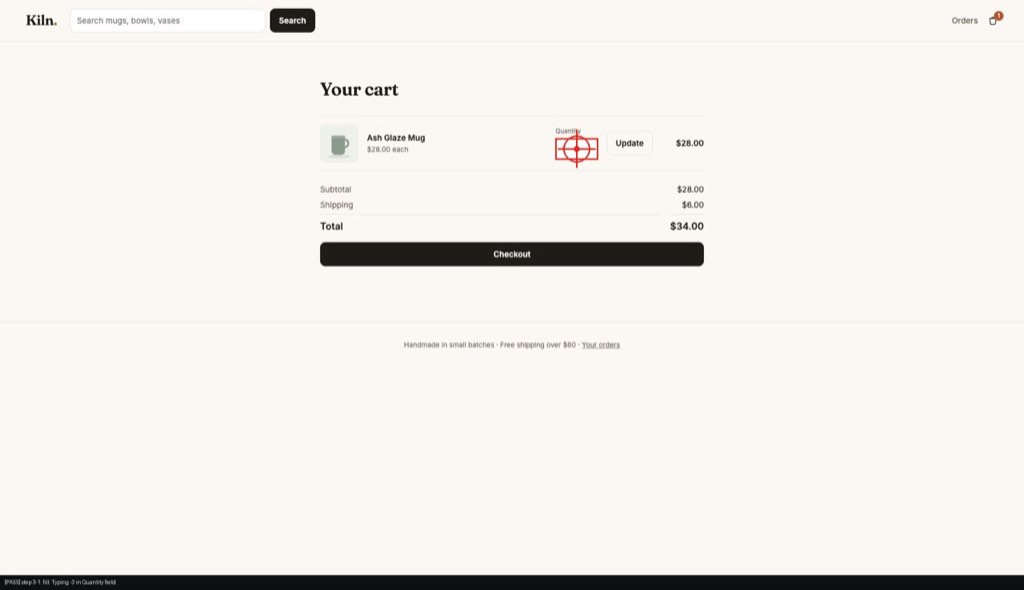 Kiln.
Search mugs, bowls, vases
Search
Orders
1
Your cart
Ash Glaze Mug
$28.00 each
Quantity
Update
$28.00
Subtotal
$28.00
Shipping
$6.00
Total
$34.00
Checkout
Handmade in small batches · Free shipping over $60 · Your orders
[PASS] step 3-1: fill: Typing -3 in Quantity field